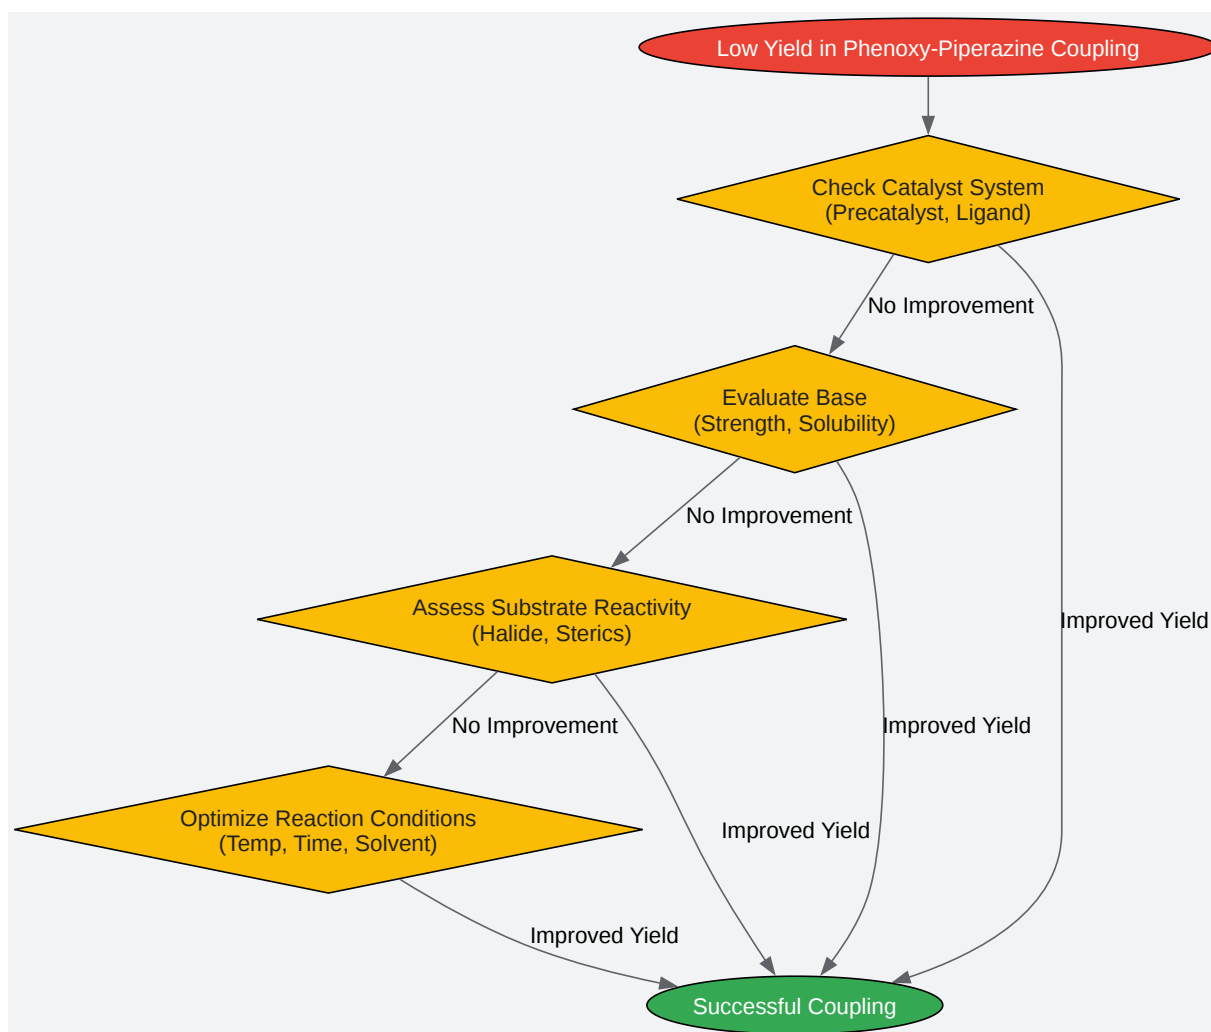 Low Yield in Phenoxy-Piperazine Coupling
Check Catalyst System
(Precatalyst, Ligand)
No Improvement
Evaluate Base
(Strength, Solubility)
No Improvement
Assess Substrate Reactivity
(Halide, Sterics)
Improved Yield
No Improvement
Improved Yield
Optimize Reaction Conditions
(Temp, Time, Solvent)
Improved Yield
Improved Yield
Successful Coupling